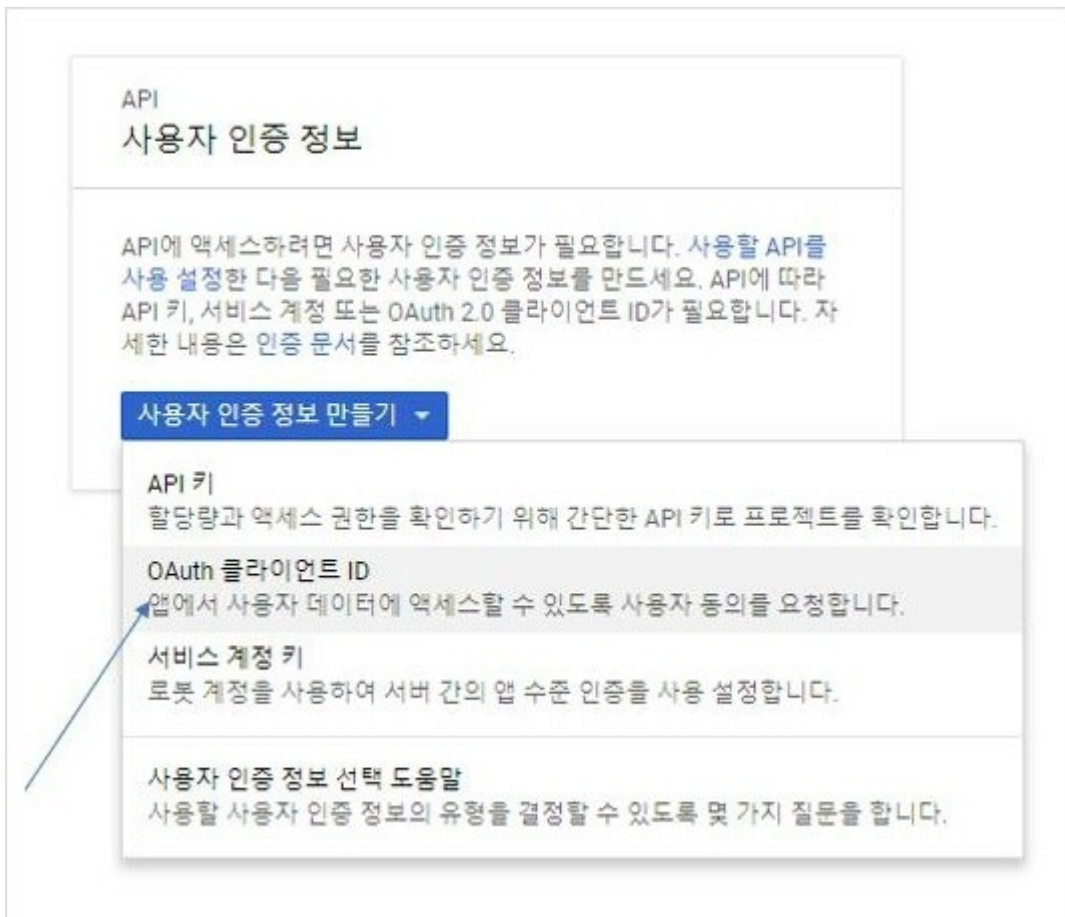 API
사용자 인증 정보
API에 액세스하려면 사용자 인증 정보가 필요합니다. 사용할 API를
사용 설정한 다음 필요한 사용자 인증 정보를 만드세요. API에 따라
API 키, 서비스 계정 또는 OAuth 2.0 클라이언트 ID가 필요합니다. 자
세한 내용은 인증 문서를 참조하세요.
사용자 인증 정보 만들기
API 키
할당량과 액세스 권한을 확인하기 위해 간단한 API 키로 프로젝트를 확인합니다.
OAuth 클라이언트 ID
앱에서 사용자 데이터에 액세스할 수 있도록 사용자 동의를 요청합니다.
서비스 계정 키
로봇 계정을 사용하여 서버 간의 앱 수준 인증을 사용 설정합니다.
사용자 인증 정보 선택 도움말
사용할 사용자 인증 정보의 유형을 결정할 수 있도록 몇 가지 질문을 합니다.